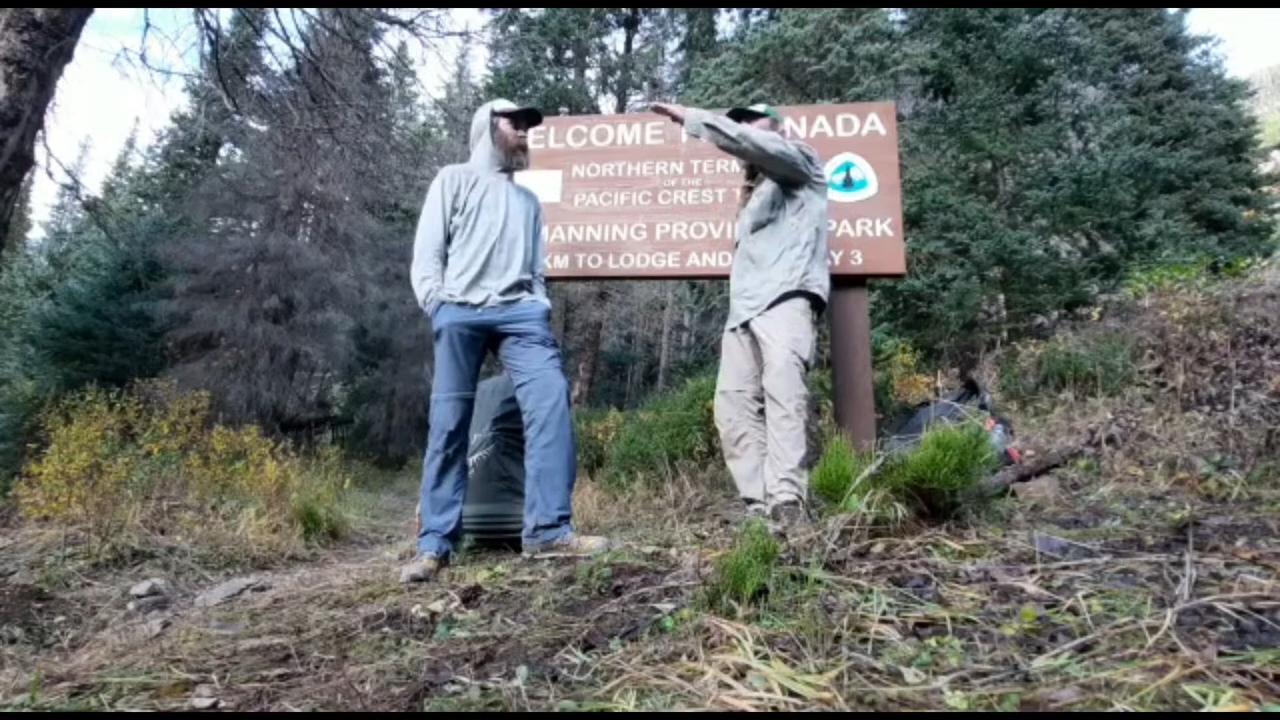 ELCOME NADA
NORTHERN TERM
OF THE
PACIFIC CREST
MANNING PROVI PARK
KM TO LODGE AND Y 3